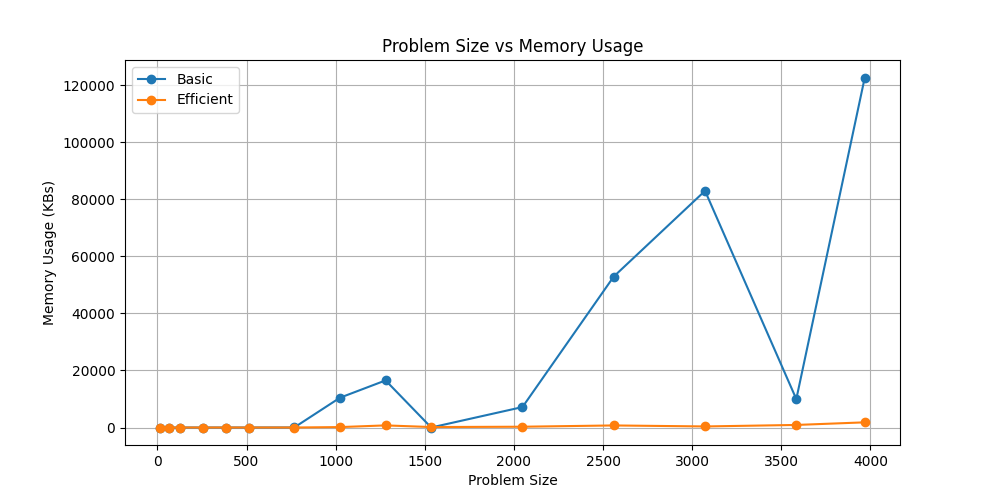 Problem Size vs Memory Usage
Basic
Efficient
Memory Usage (KBs)
120000
100000
80000
60000
40000
20000
0
0 500 1000 1500 2000 2500 3000 3500 4000
Problem Size